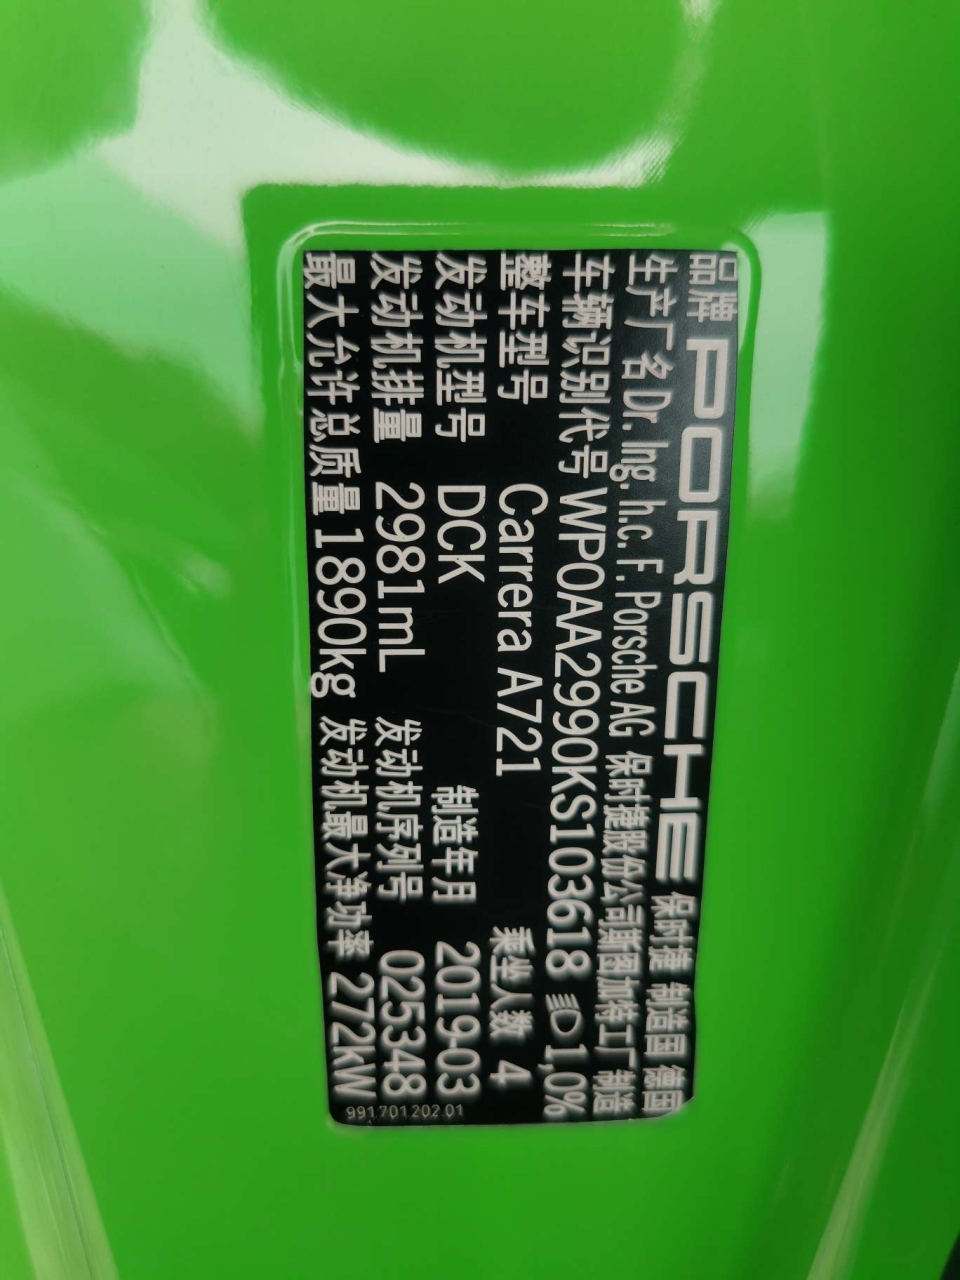 品牌 PORSCHE 保时捷 制造国 德国
生产厂名 Dr. Ing. h.c. F. Porsche AG 保时捷股份公司斯图加特工厂 制造
车辆识别代号 WP0AA2990KS103618 1,0%
整车型号 Carrera A721 乘坐人数 4
发动机型号 DCK 制造年月 2019-03
发动机排量 2981mL 发动机序列号 025348
最大允许总质量 1890kg 发动机最大净功率 272kW
991.701.202.01